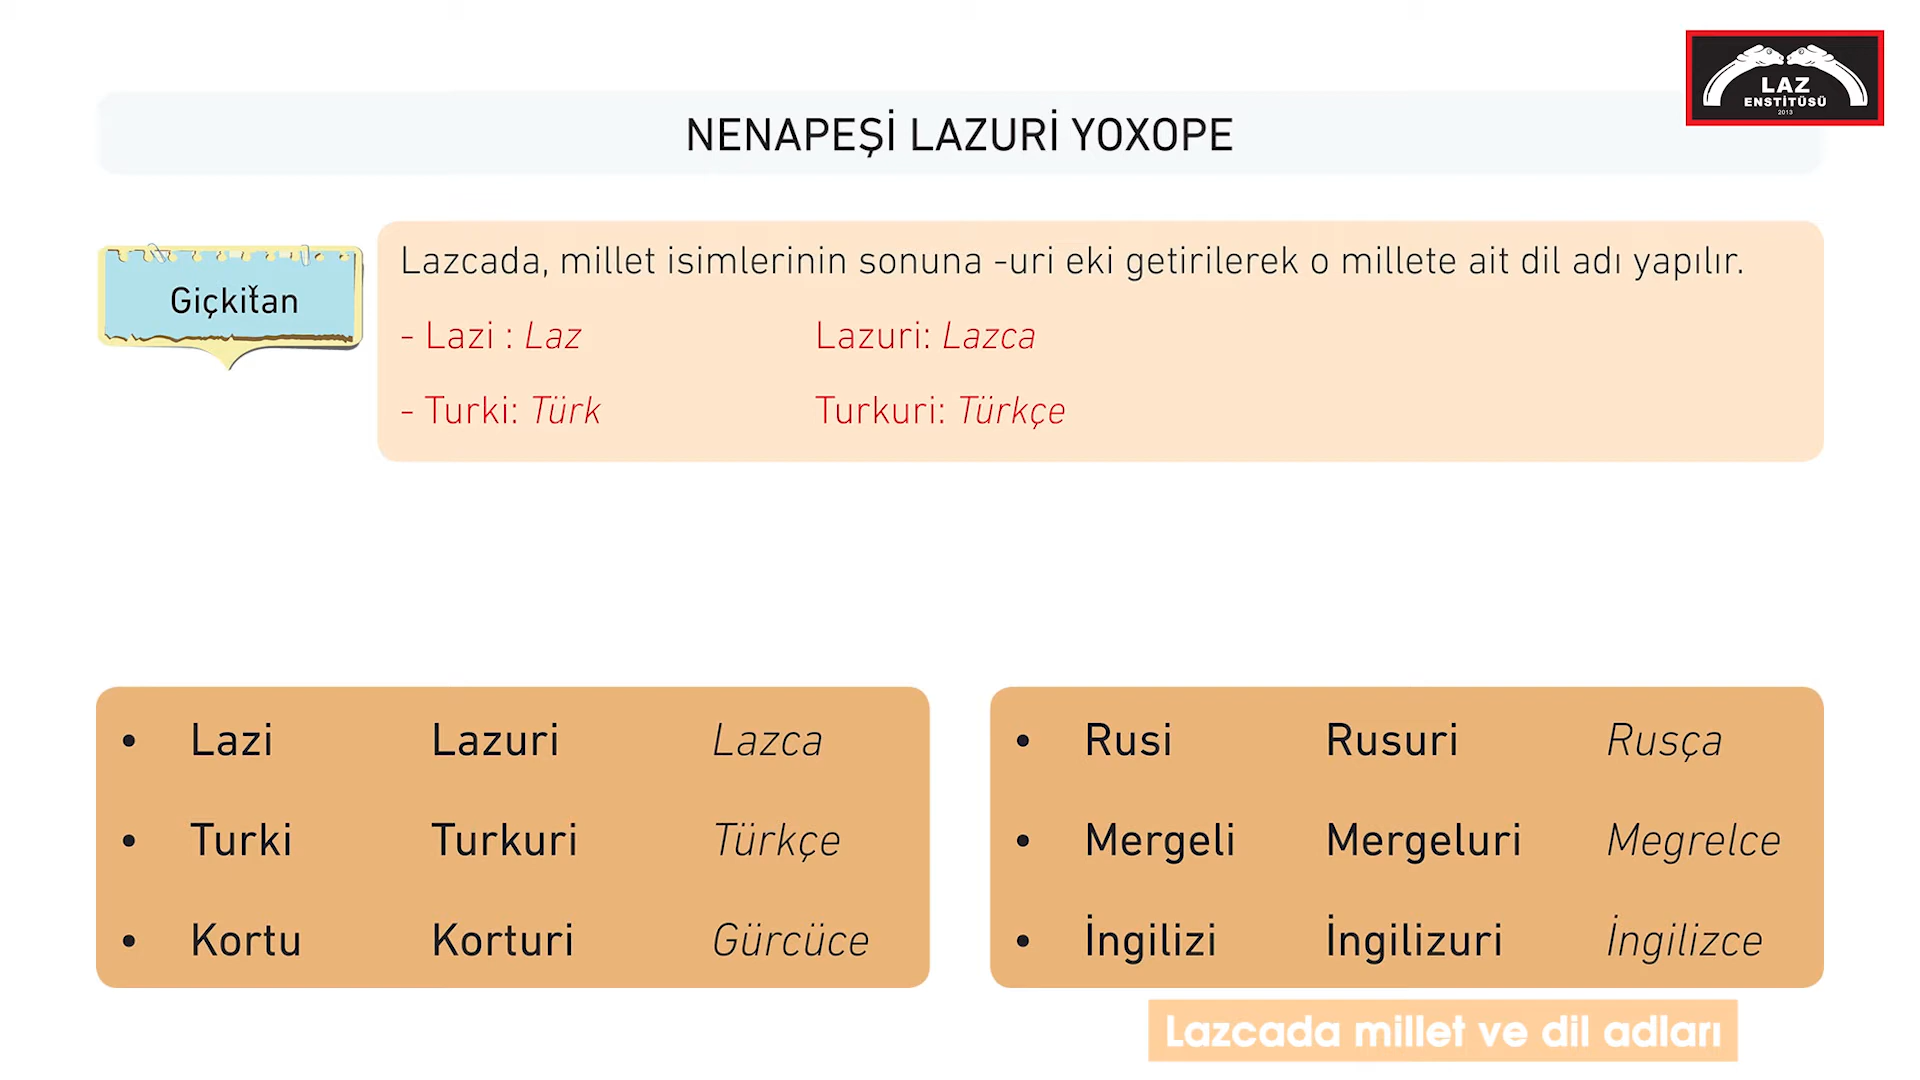 LAZ
ENSTİTÜSÜ
2013
NENAPEŞİ LAZURİ YOXOPE
Giçkit̆an
Lazcada, millet isimlerinin sonuna -uri eki getirilerek o millete ait dil adı yapılır.
- Lazi : Laz Lazuri: Lazca
- Turki: Türk Turkuri: Türkçe
• Lazi Lazuri Lazca
• Turki Turkuri Türkçe
• Kortu Korturi Gürcüce
• Rusi Rusuri Rusça
• Mergeli Mergeluri Megrelce
• İngilizi İngilizuri İngilizce
Lazcada millet ve dil adları